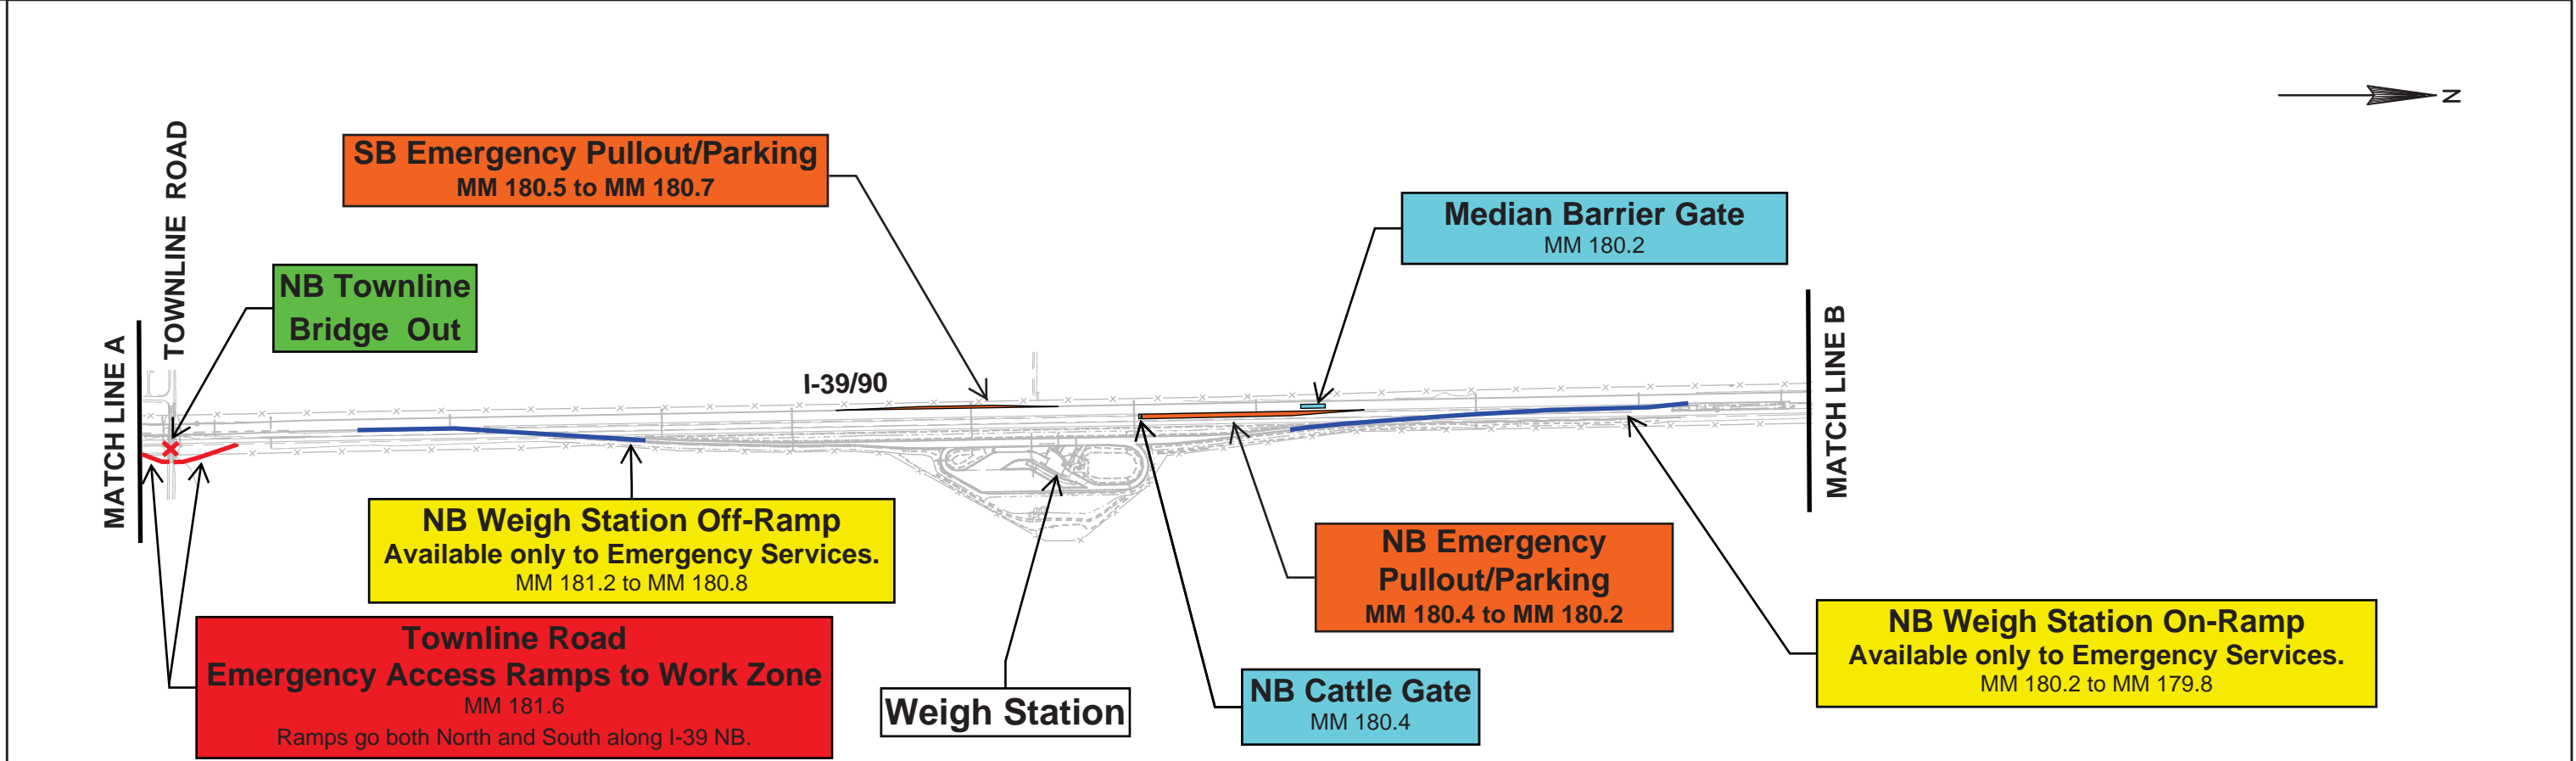 N
SB Emergency Pullout/Parking
MM 180.5 to MM 180.7
TOWNLINE ROAD
Median Barrier Gate
MM 180.2
NB Townline
Bridge Out
MATCH LINE A
I-39/90
MATCH LINE B
NB Weigh Station Off-Ramp
Available only to Emergency Services.
MM 181.2 to MM 180.8
NB Emergency
Pullout/Parking
MM 180.4 to MM 180.2
Townline Road
Emergency Access Ramps to Work Zone
MM 181.6
Ramps go both North and South along I-39 NB.
Weigh Station
NB Cattle Gate
MM 180.4
NB Weigh Station On-Ramp
Available only to Emergency Services.
MM 180.2 to MM 179.8